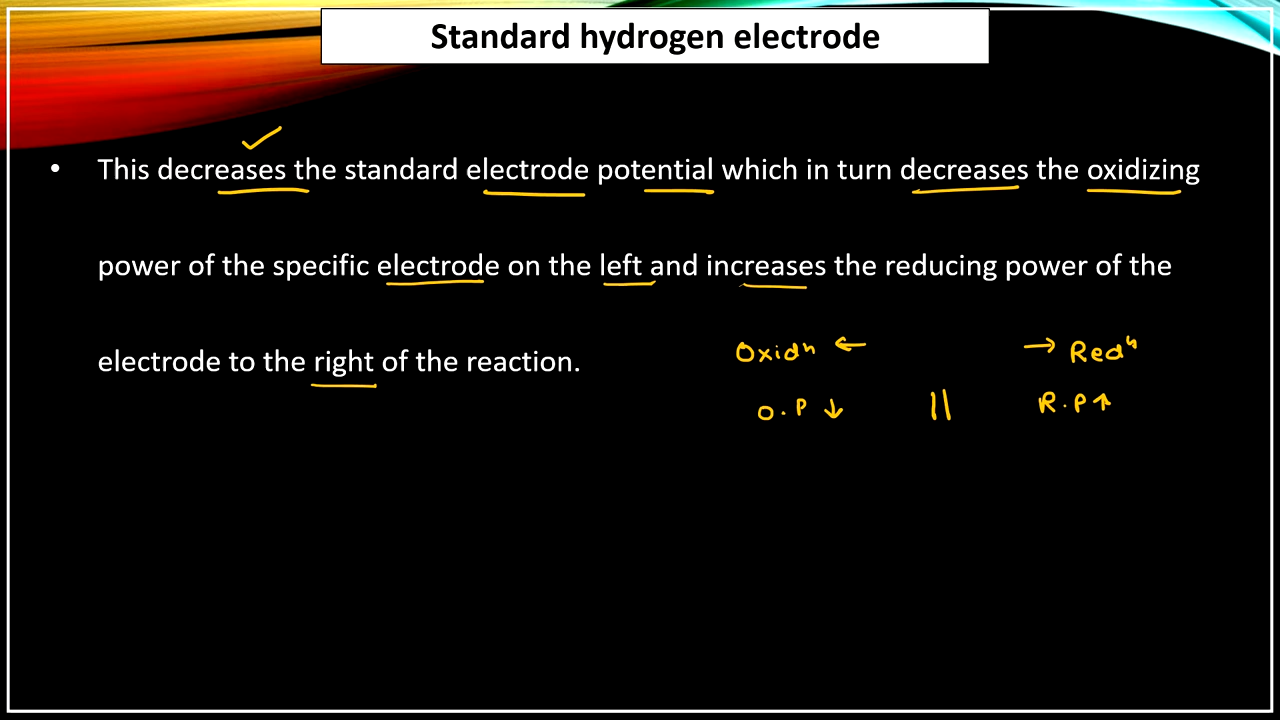 Standard hydrogen electrode
• This decreases the standard electrode potential which in turn decreases the oxidizing
power of the specific electrode on the left and increases the reducing power of the
electrode to the right of the reaction.
Oxidn ← → Redn
O.P ↓ || R.P ↑